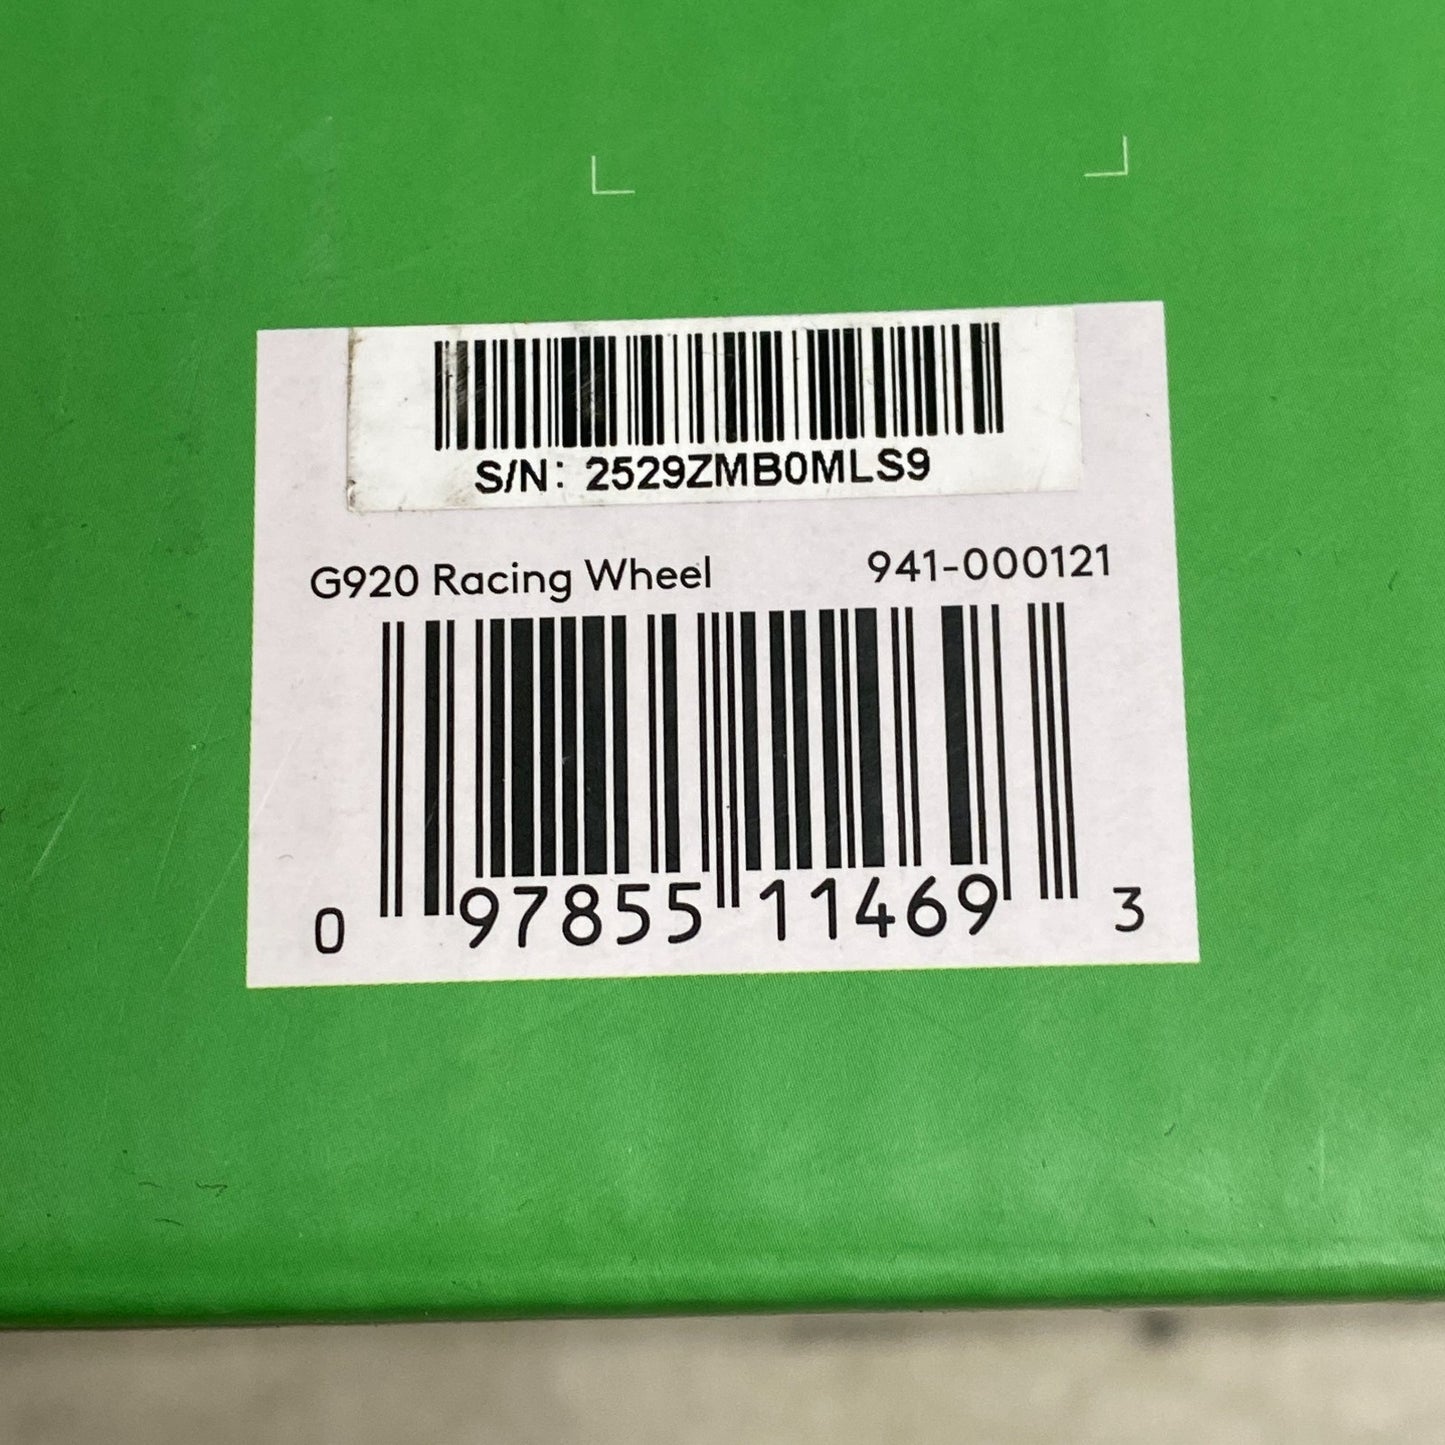 S/N: 2529ZMB0MLS9
G920 Racing Wheel 941-000121
0 97855 11469 3